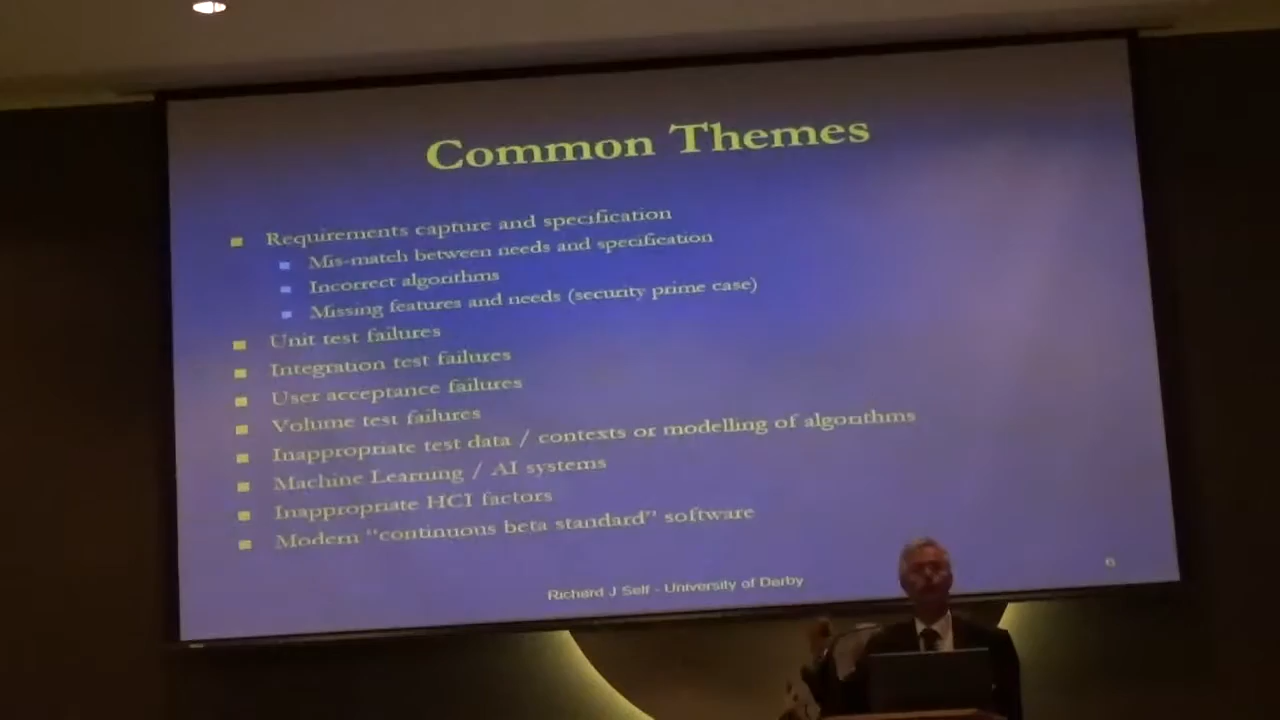 Common Themes
Requirements capture and specification
Mis-match between needs and specification
Incorrect algorithms
Missing features and needs (security prime case)
Unit test failures
Integration test failures
User acceptance failures
Volume test failures
Inappropriate test data / contexts or modelling of algorithms
Machine Learning / AI systems
Inappropriate HCI factors
Modern “continuous beta standard” software
Richard J Self - University of Derby
6